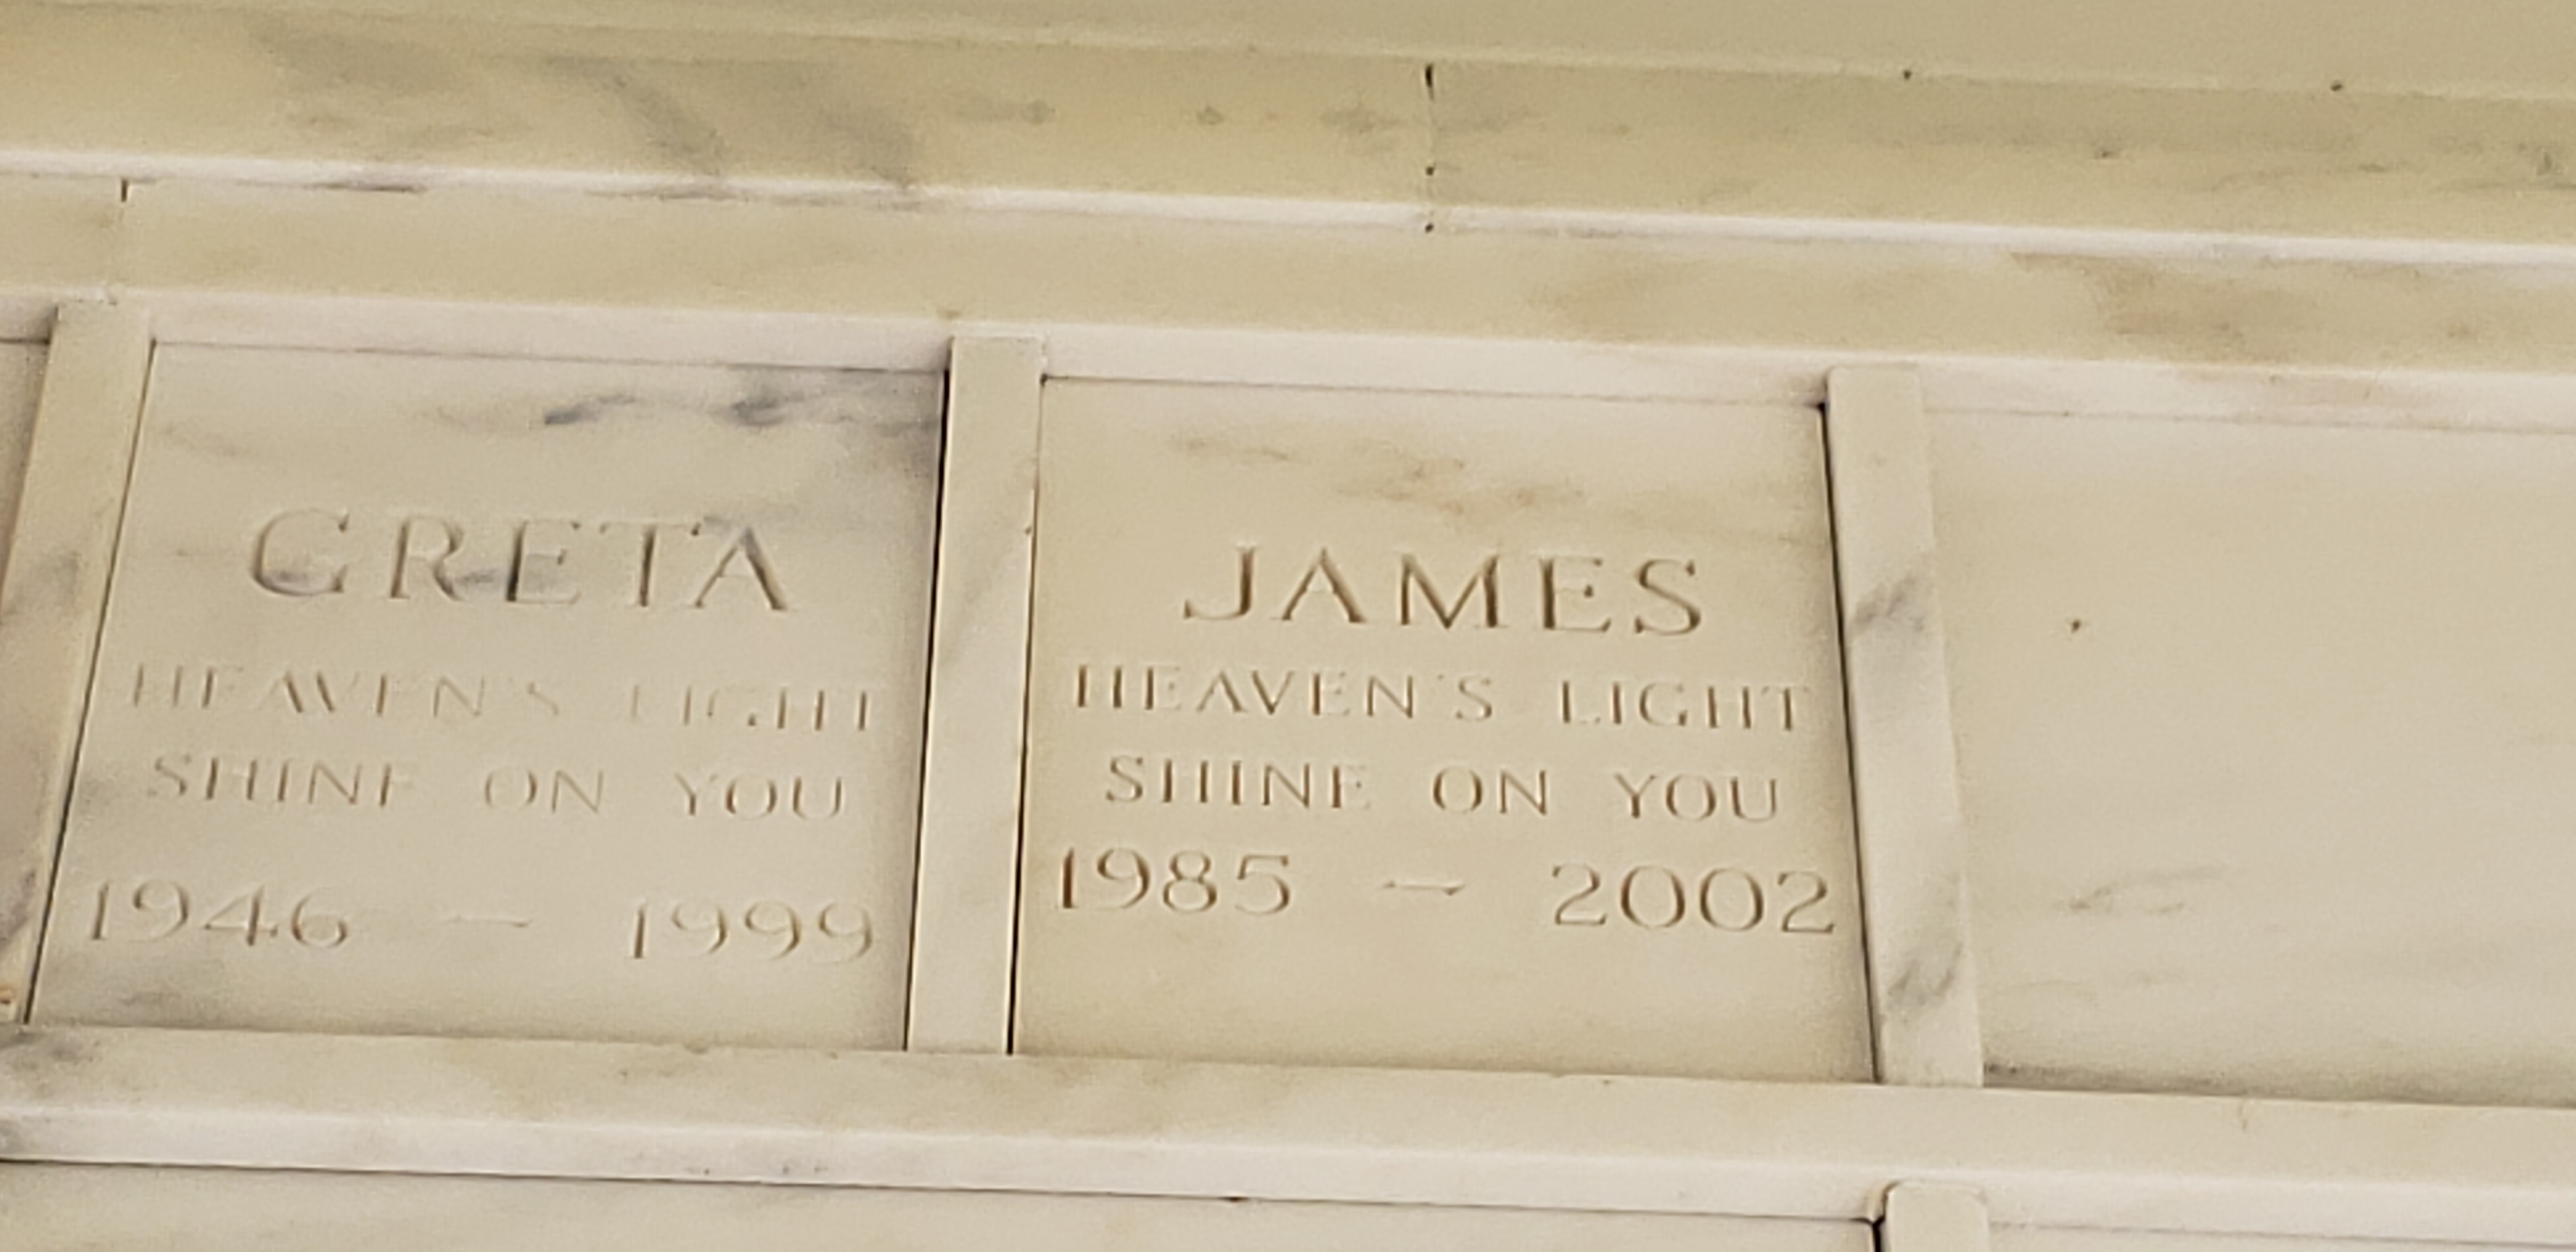 GRETA
HEAVEN'S LIGHT
SHINE ON YOU
1946 - 1999
JAMES
HEAVEN'S LIGHT
SHINE ON YOU
1985 - 2002